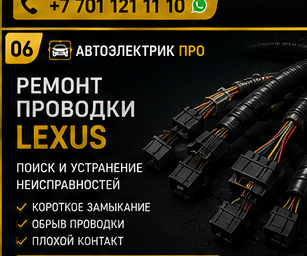 +7 701 121 11 10
06 АВТОЭЛЕКТРИК ПРО
РЕМОНТ
ПРОВОДКИ
LEXUS
ПОИСК И УСТРАНЕНИЕ
НЕИСПРАВНОСТЕЙ
КОРОТКОЕ ЗАМЫКАНИЕ
ОБРЫВ ПРОВОДКИ
ПЛОХОЙ КОНТАКТ